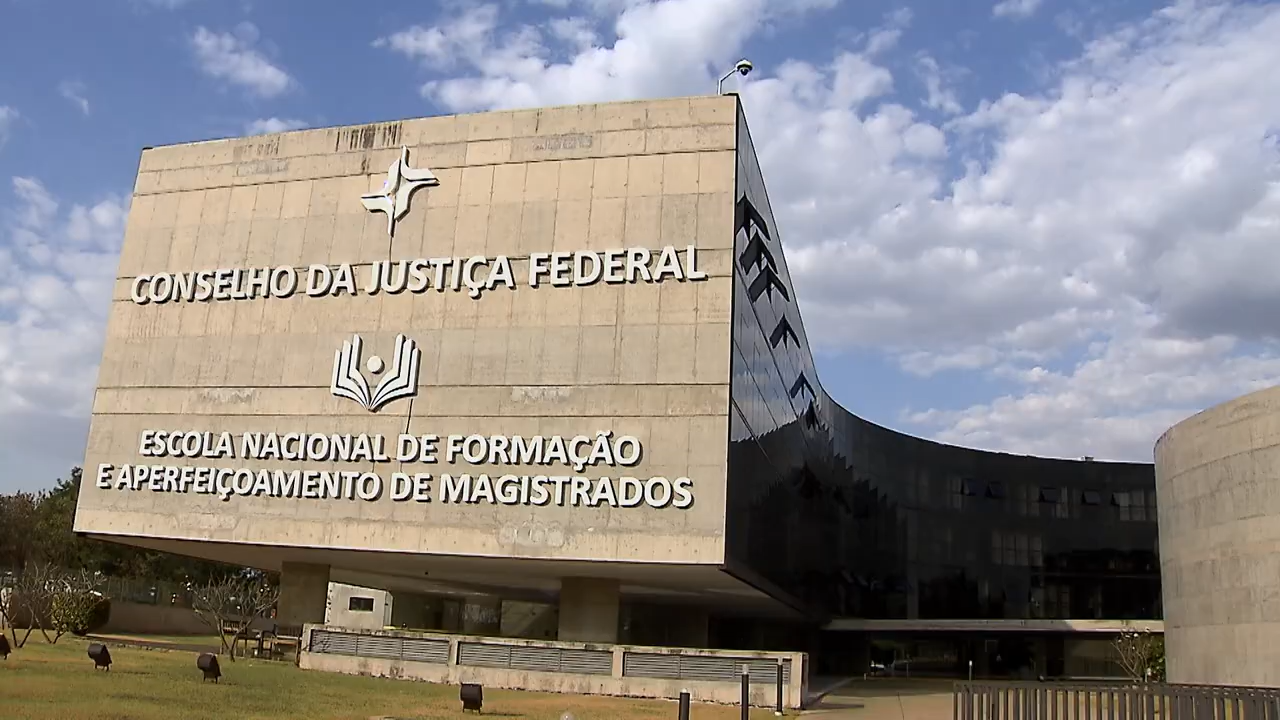 CONSELHO DA JUSTIÇA FEDERAL
ESCOLA NACIONAL DE FORMAÇÃO
E APERFEIÇOAMENTO DE MAGISTRADOS